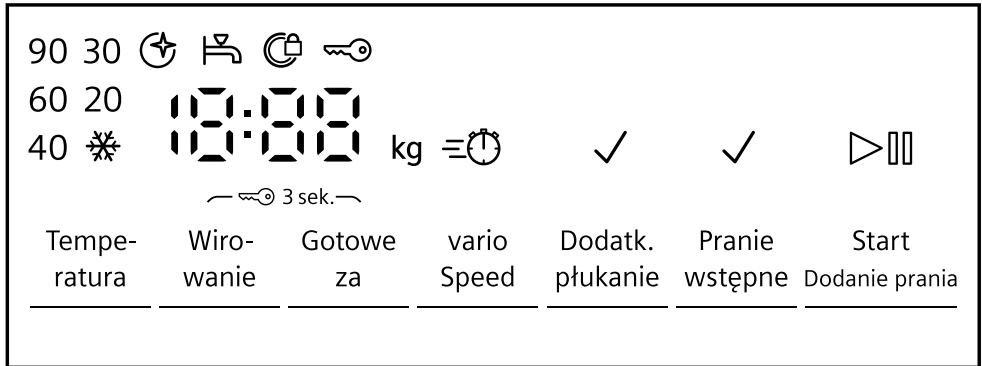 90 30
60 20
18:88
40 kg
3 sek.
Tempe- Wiro- Gotowe vario Dodatk. Pranie Start
ratura wanie za Speed płukanie wstępne Dodanie prania